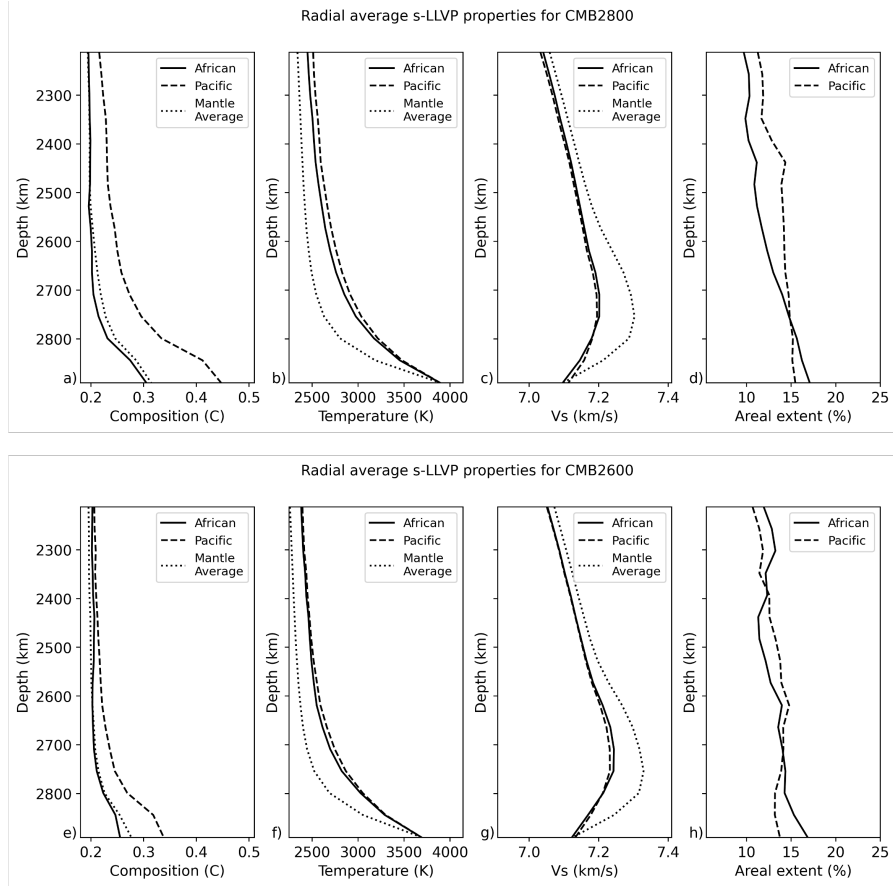 Radial average s-LLVP properties for CMB2800
African
Pacific
Mantle
Average
African
Pacific
Mantle
Average
African
Pacific
Mantle
Average
African
Pacific
2300
2400
2500
2600
2700
2800
Depth (km)
Depth (km)
Depth (km)
Depth (km)
a)
b)
c)
d)
0.2 0.3 0.4 0.5
2500 3000 3500 4000
7.0 7.2 7.4
10 15 20 25
Composition (C)
Temperature (K)
Vs (km/s)
Areal extent (%)
Radial average s-LLVP properties for CMB2600
African
Pacific
Mantle
Average
African
Pacific
Mantle
Average
African
Pacific
Mantle
Average
African
Pacific
2300
2400
2500
2600
2700
2800
Depth (km)
Depth (km)
Depth (km)
Depth (km)
e)
f)
g)
h)
0.2 0.3 0.4 0.5
2500 3000 3500 4000
7.0 7.2 7.4
10 15 20 25
Composition (C)
Temperature (K)
Vs (km/s)
Areal extent (%)